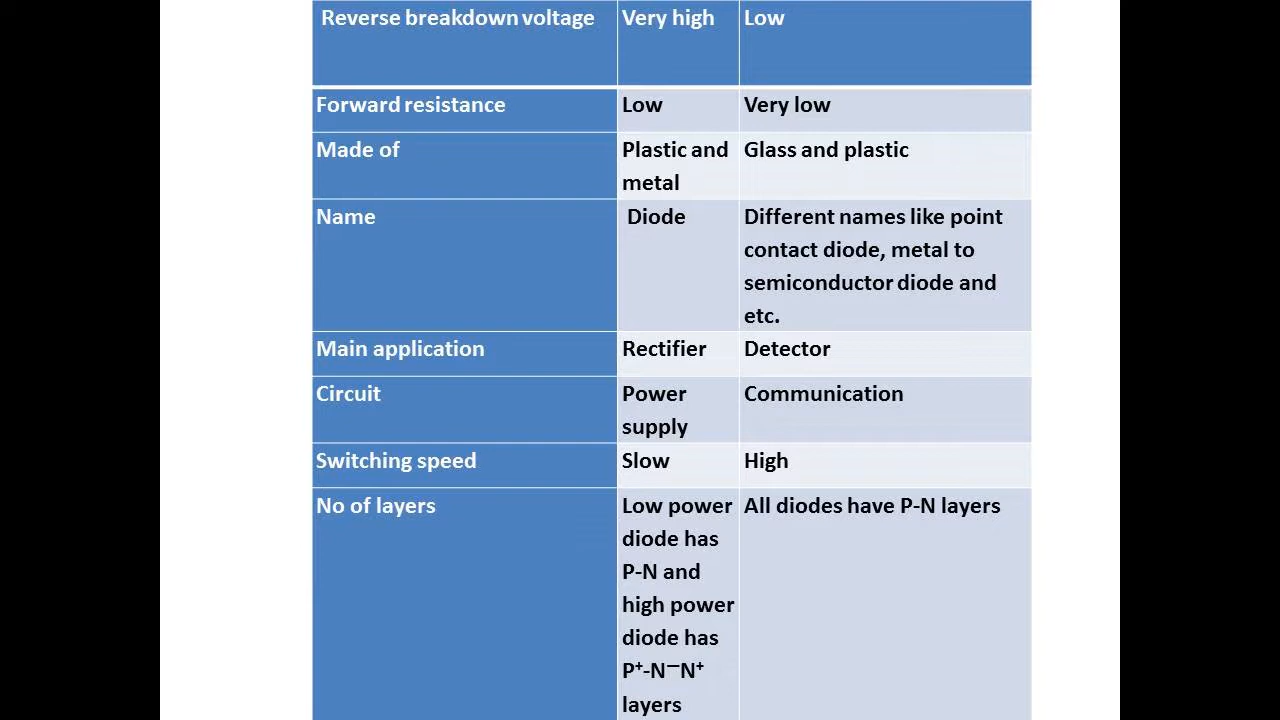 Reverse breakdown voltage Very high Low
Forward resistance Low Very low
Made of Plastic and Glass and plastic
metal
Name Diode Different names like point
contact diode, metal to
semiconductor diode and
etc.
Main application Rectifier Detector
Circuit Power Communication
supply
Switching speed Slow High
No of layers Low power All diodes have P-N layers
diode has
P-N and
high power
diode has
P⁺-N⁻N⁺
layers